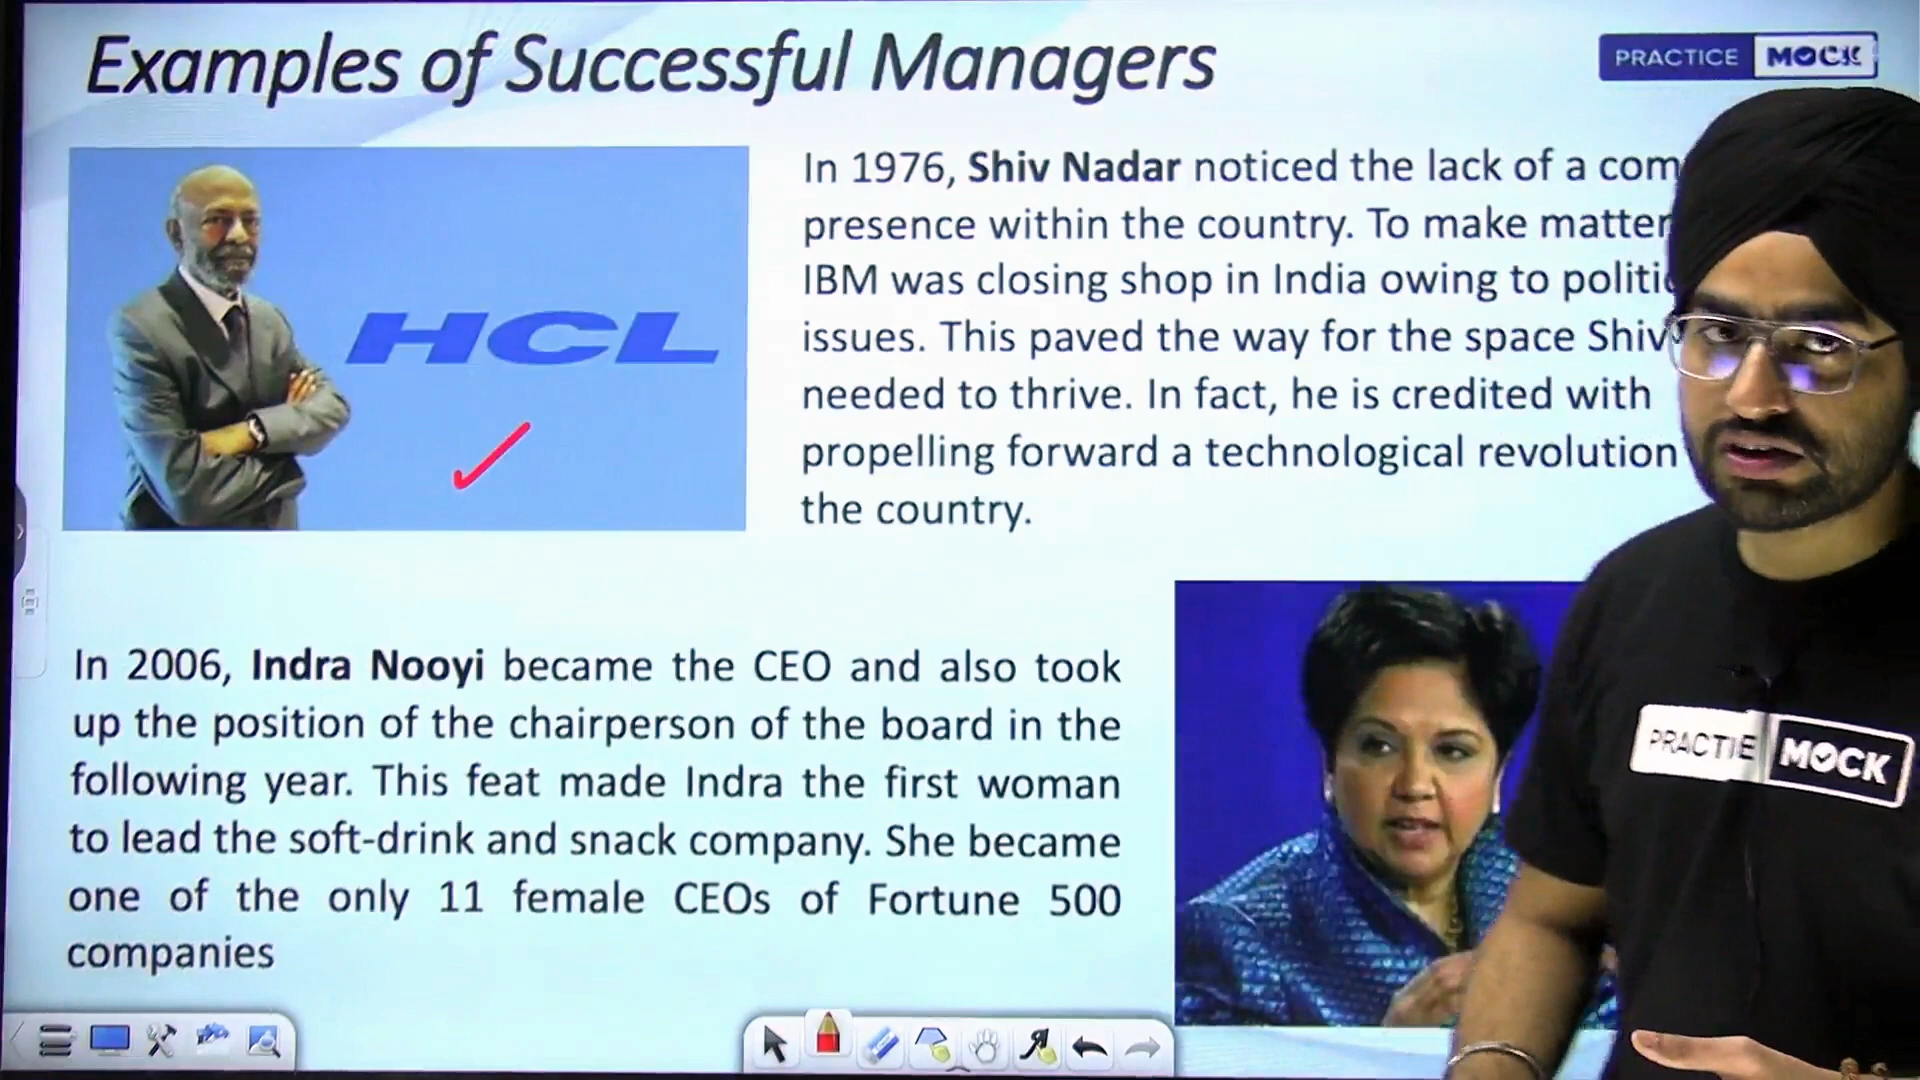 Examples of Successful Managers
PRACTICE MOCK
In 1976, Shiv Nadar noticed the lack of a com
presence within the country. To make matter
IBM was closing shop in India owing to politic
issues. This paved the way for the space Shiv
needed to thrive. In fact, he is credited with
propelling forward a technological revolution
the country.
HCL
In 2006, Indra Nooyi became the CEO and also took
up the position of the chairperson of the board in the
following year. This feat made Indra the first woman
to lead the soft-drink and snack company. She became
one of the only 11 female CEOs of Fortune 500
companies
PRACTIE MOCK